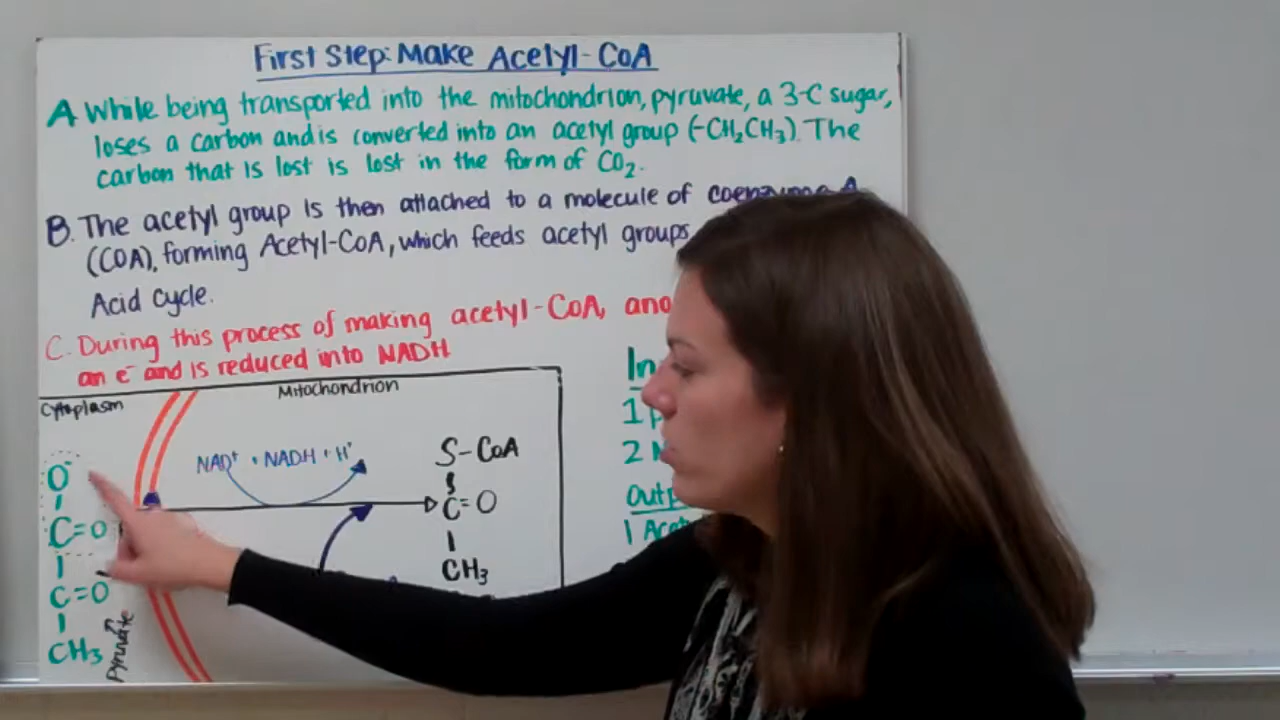 First Step: Make Acetyl-CoA
A While being transported into the mitochondrion, pyruvate, a 3-C sugar,
loses a carbon and is converted into an acetyl group (-CH₂CH₃). The
carbon that is lost is lost in the form of CO₂.
B. The acetyl group is then attached to a molecule of coenzyme A
(COA), forming Acetyl-CoA, which feeds acetyl groups
Acid cycle.
C. During this process of making acetyl-CoA,
an e⁻ and is reduced into NADH
Mitochondrion
Cytoplasm
NAD⁺ • NADH + H⁺
S-CoA
C=O
CH₃
O⁻
C=O
C=O
CH₃
Pyruvate
1
2
1